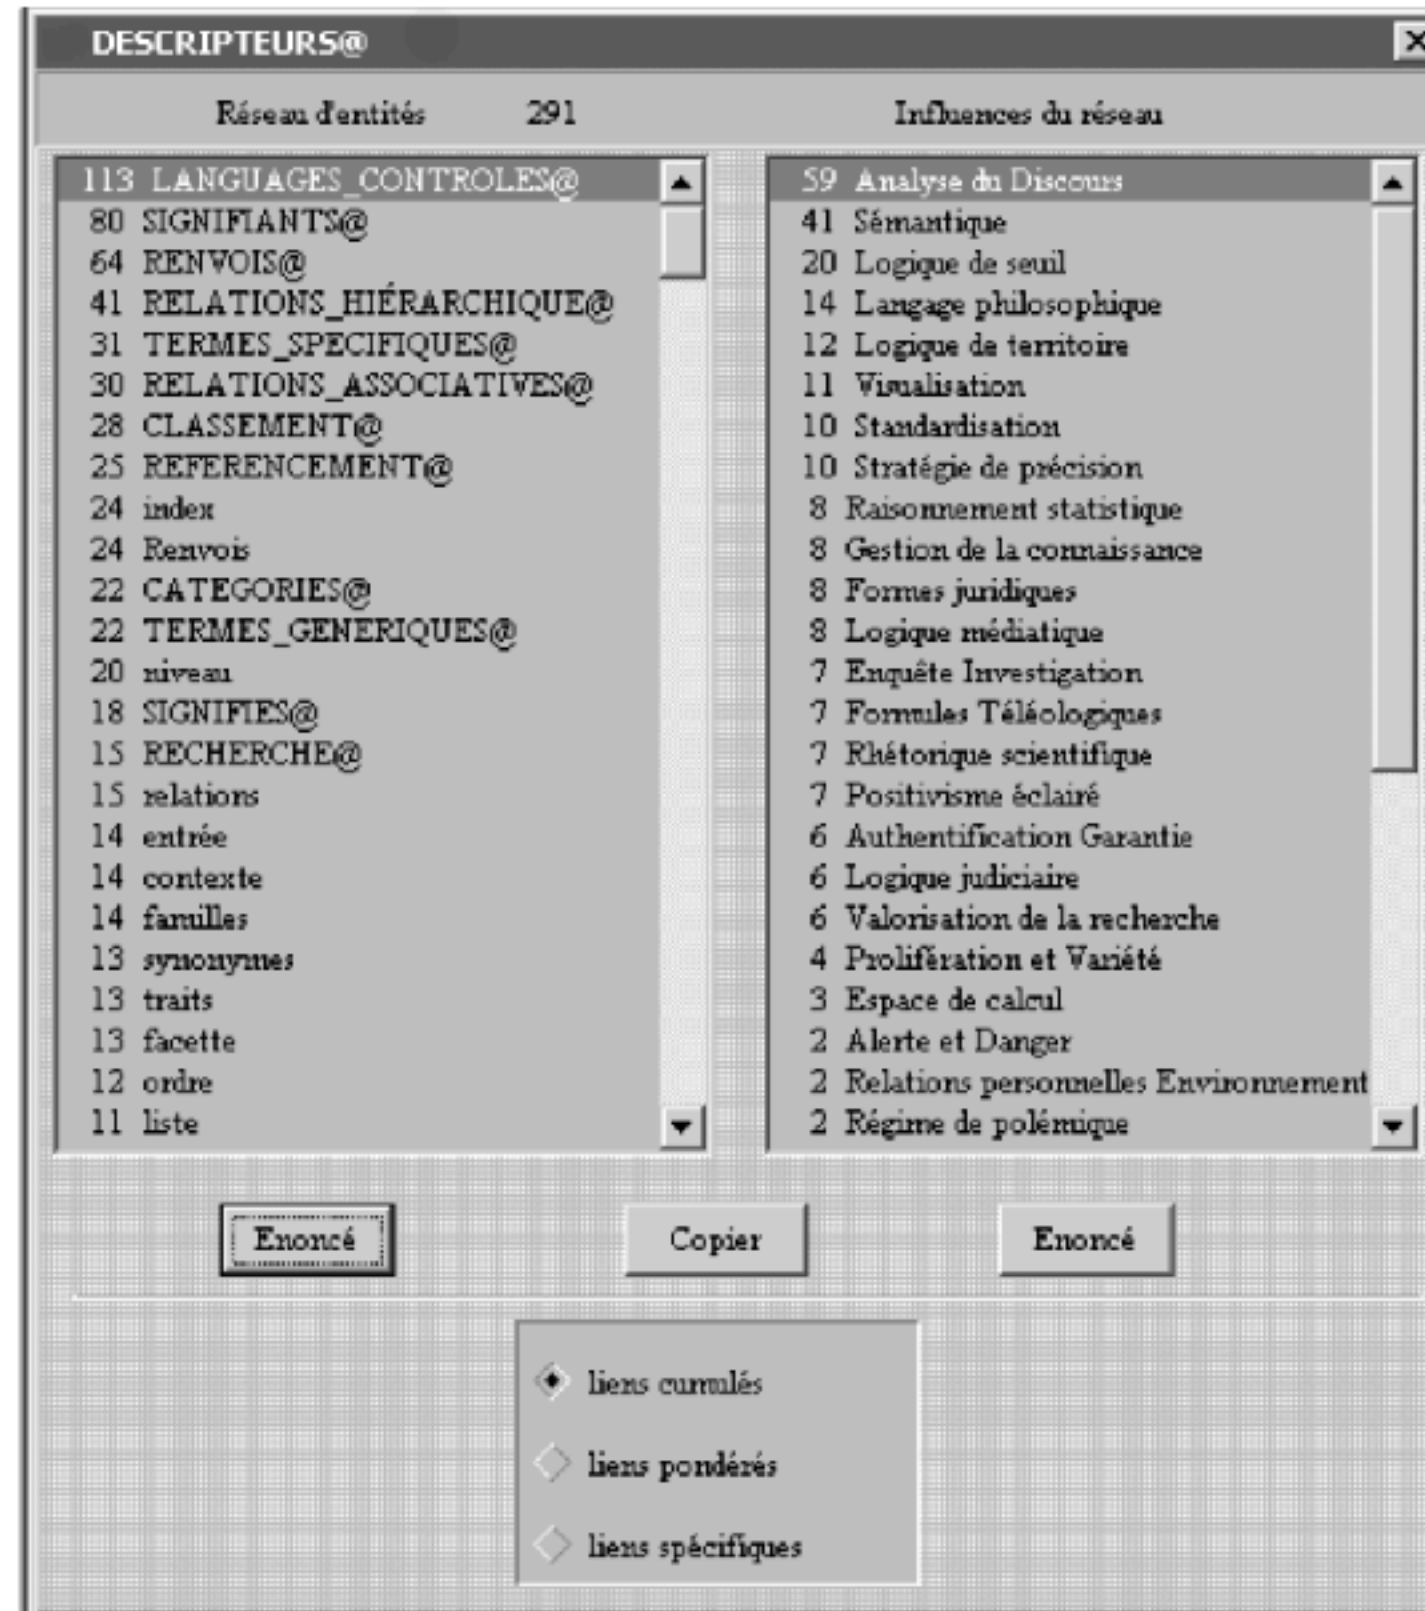 DESCRIPTEURS@
Réseau d'entités 291
Influences du réseau
113 LANGUAGES_CONTROLES@
80 SIGNIFIANTS@
64 RENVOIS@
41 RELATIONS_HIÉRARCHIQUE@
31 TERMES_SPECIFIQUES@
30 RELATIONS_ASSOCIATIVES@
28 CLASSEMENT@
25 REFERENCEMENT@
24 index
24 Renvois
22 CATEGORIES@
22 TERMES_GENERIQUES@
20 niveau
18 SIGNIFIES@
15 RECHERCHE@
15 relations
14 entrée
14 contexte
14 familles
13 synonymes
13 traits
13 facette
12 ordre
11 liste
59 Analyse du Discours
41 Sémantique
20 Logique de seuil
14 Langage philosophique
12 Logique de territoire
11 Visualisation
10 Standardisation
10 Stratégie de précision
8 Raisonnement statistique
8 Gestion de la connaissance
8 Formes juridiques
8 Logique médiatique
7 Enquête Investigation
7 Formules Téléologiques
7 Rhétorique scientifique
7 Positivisme éclairé
6 Authentification Garantie
6 Logique judiciaire
6 Valorisation de la recherche
4 Prolifération et Variété
3 Espace de calcul
2 Alerte et Danger
2 Relations personnelles Environnement
2 Régime de polémique
Enoncé
Copier
Enoncé
liens cumulés
liens pondérés
liens spécifiques